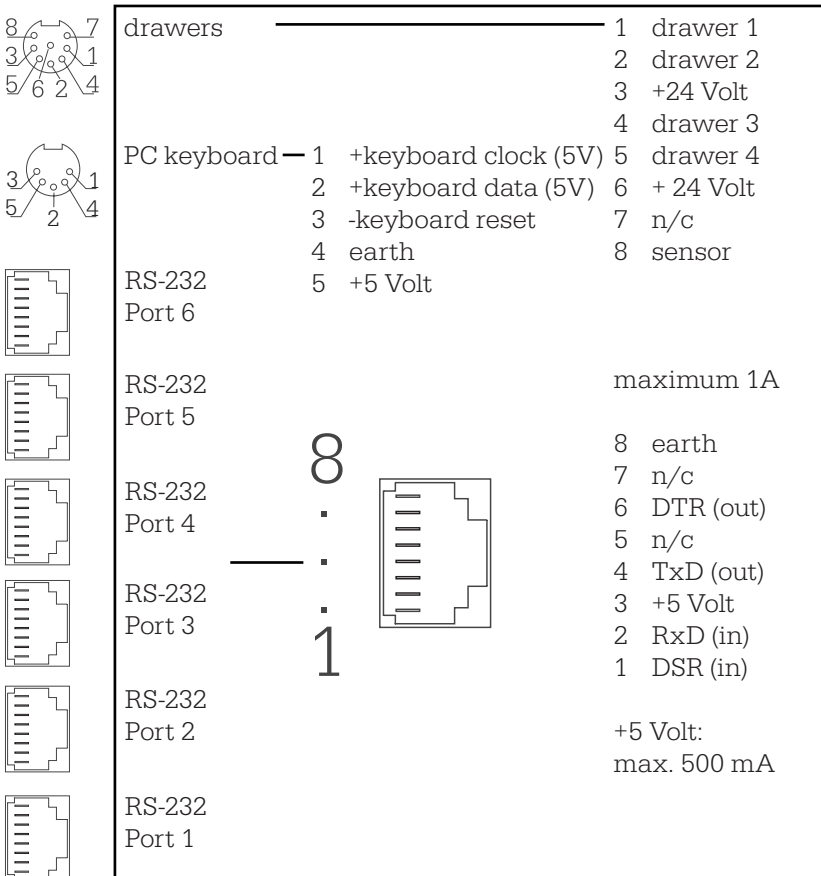 8 7
3 1
5 6 2 4
drawers
1 drawer 1
2 drawer 2
3 +24 Volt
4 drawer 3
5 drawer 4
6 + 24 Volt
7 n/c
8 sensor
3 1
5 2 4
PC keyboard
1 +keyboard clock (5V)
2 +keyboard data (5V)
3 -keyboard reset
4 earth
5 +5 Volt
RS-232
Port 6
RS-232
Port 5
RS-232
Port 4
RS-232
Port 3
RS-232
Port 2
RS-232
Port 1
8
1
maximum 1A
8 earth
7 n/c
6 DTR (out)
5 n/c
4 TxD (out)
3 +5 Volt
2 RxD (in)
1 DSR (in)
+5 Volt:
max. 500 mA